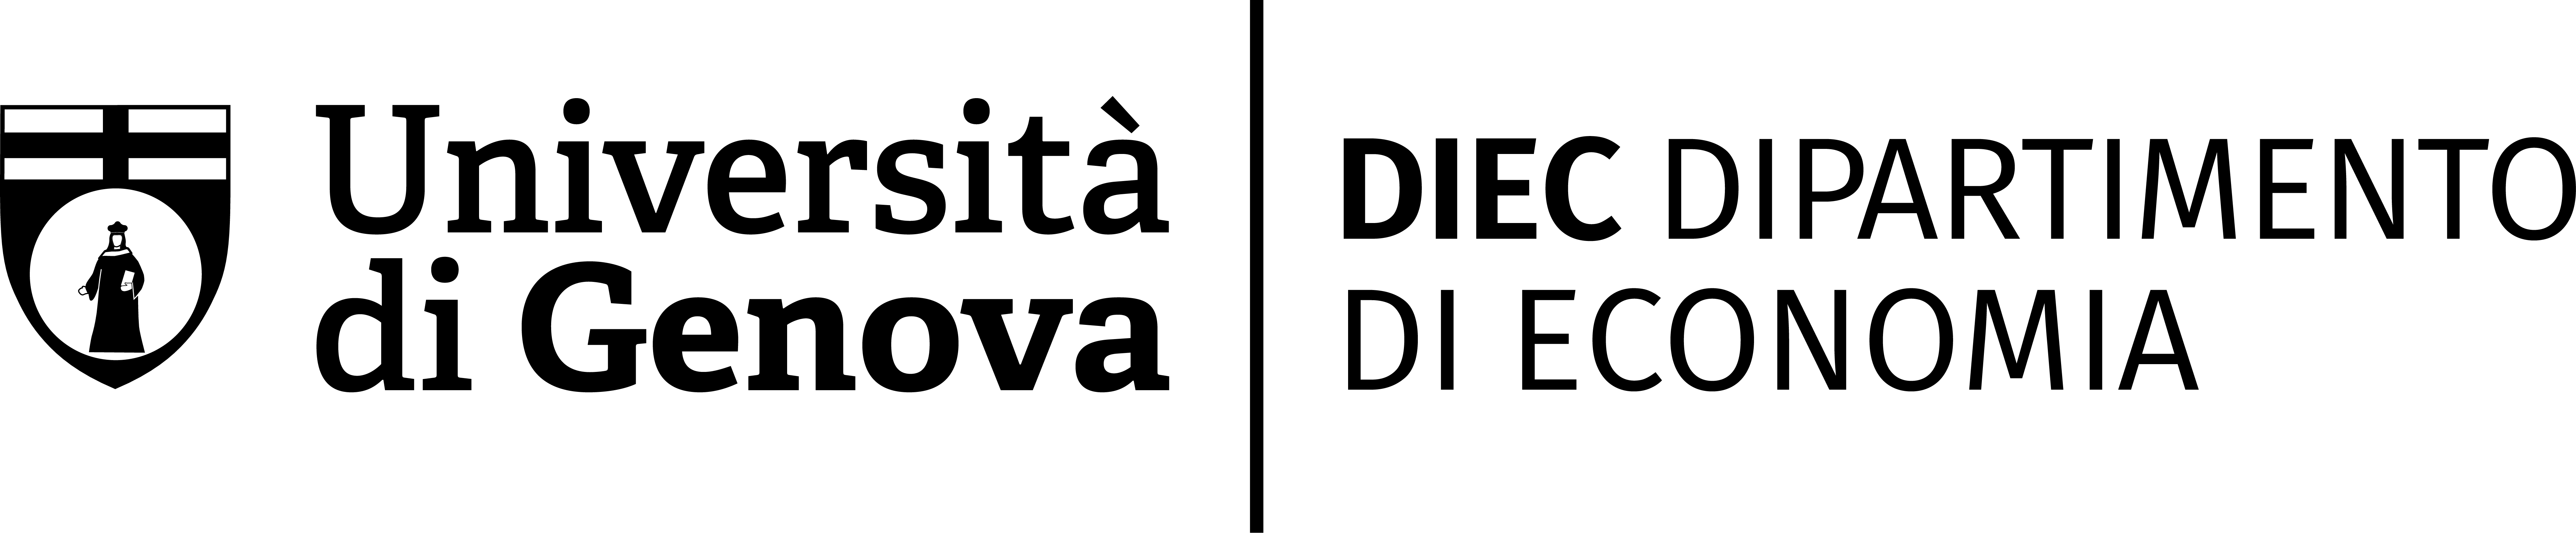 Università
di Genova
DIEC DIPARTIMENTO
DI ECONOMIA